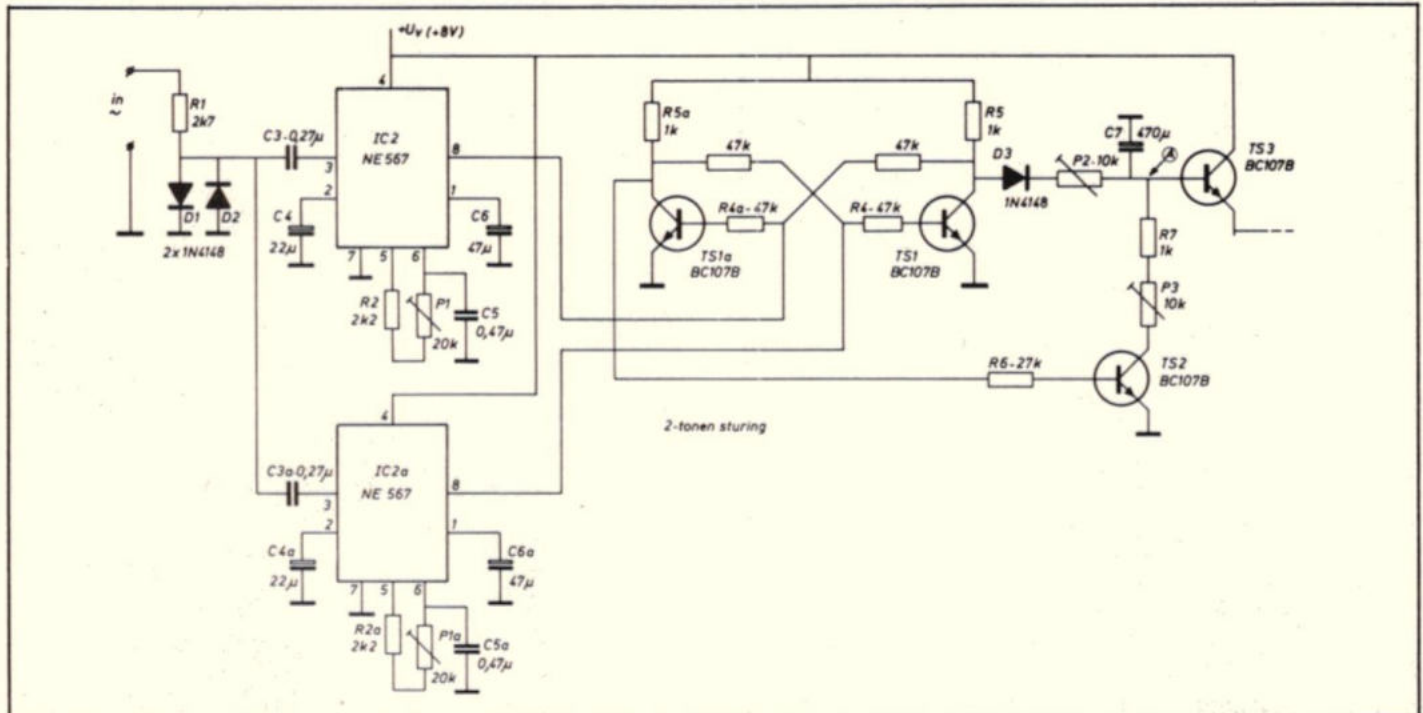 +Uv (+8V)
in
~
R1
2k7
C3-0,27µ
D1
D2
2x1N4148
4
IC2
NE 567
3
2
8
1
7
5
6
C4
22µ
C6
47µ
R2
2k2
P1
20k
C5
0,47µ
R5a
1k
R5
1k
47k
47k
R4a-47k
R4-47k
TS1a
BC107B
TS1
BC107B
D3
1N4148
P2-10k
C7
470µ
A
TS3
BC107B
R7
1k
P3
10k
R6-27k
TS2
BC107B
2-tonen sturing
4
IC2a
NE 567
C3a-0,27µ
3
2
8
1
7
5
6
C4a
22µ
C6a
47µ
R2a
2k2
P1a
20k
C5a
0,47µ